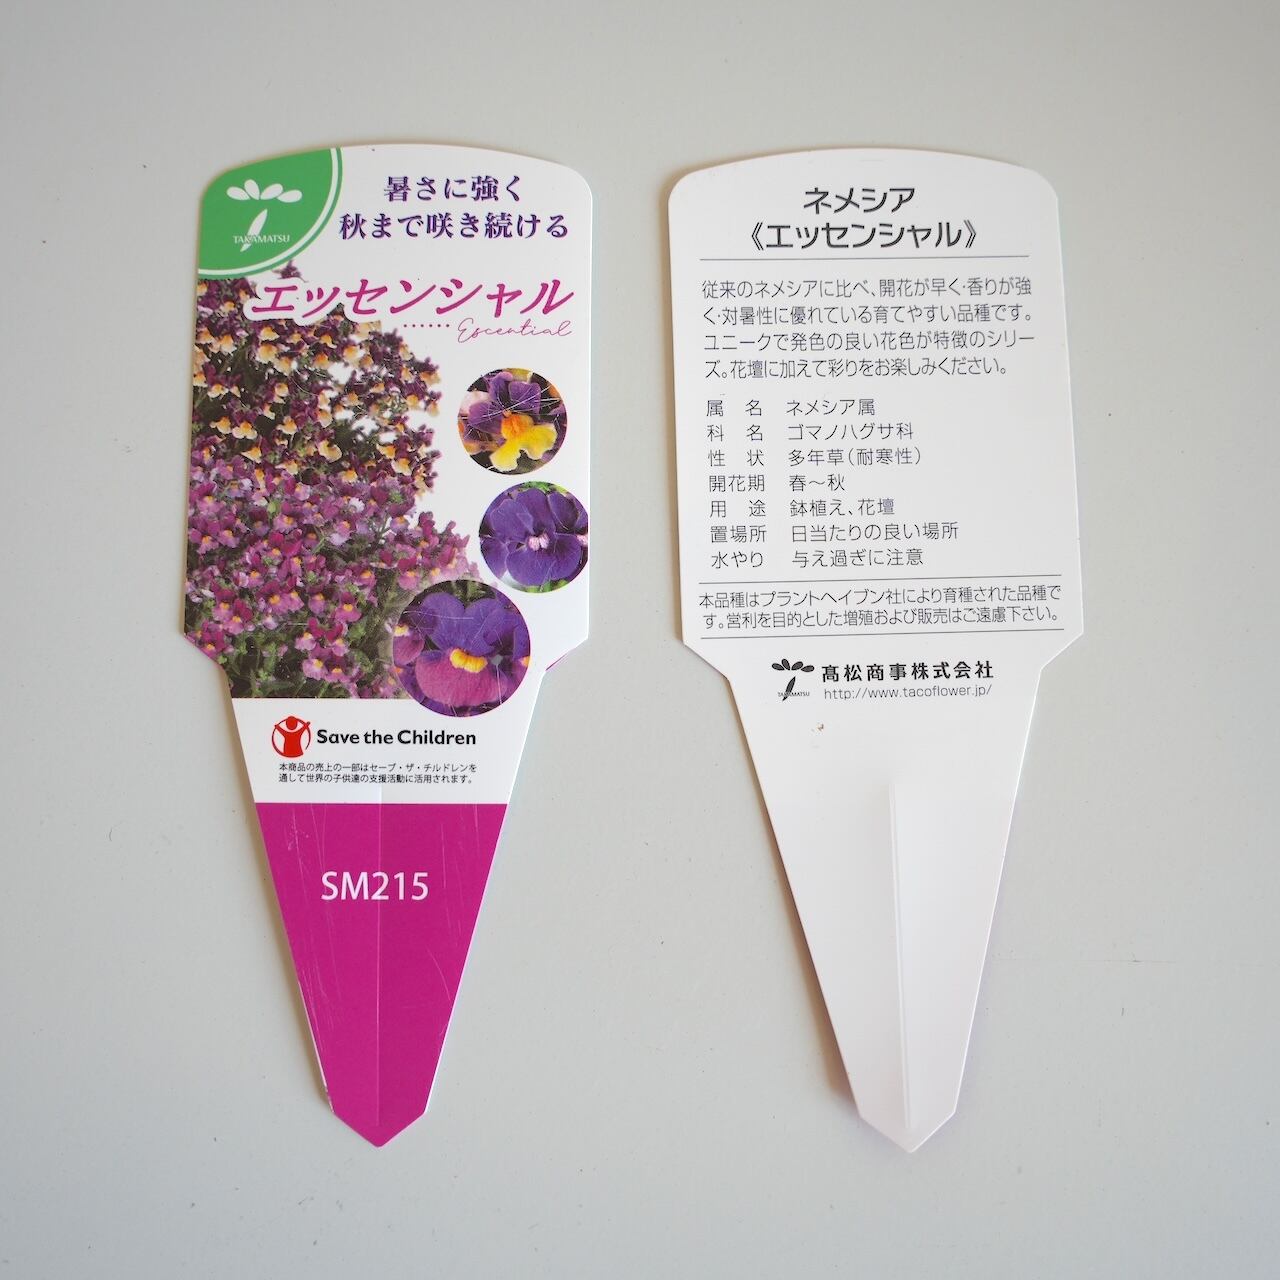 TAKAMATSU
暑さに強く
秋まで咲き続ける
エッセンシャル
Escential
Save the Children
本商品の売上の一部はセーブ・ザ・チルドレンを
通して世界の子供達の支援活動に活用されます。
SM215
ネメシア
《エッセンシャル》
従来のネメシアに比べ、開花が早く・香りが強
く・対暑性に優れている育てやすい品種です。
ユニークで発色の良い花色が特徴のシリー
ズ。花壇に加えて彩りをお楽しみください。
属 名 ネメシア属
科 名 ゴマノハグサ科
性 状 多年草（耐寒性）
開花期 春〜秋
用 途 鉢植え、花壇
置場所 日当たりの良い場所
水やり 与え過ぎに注意
本品種はプラントヘイブン社により育種された品種で
す。営利を目的とした増殖および販売はご遠慮下さい。
TAKAMATSU
髙松商事株式会社
http://www.tacoflower.jp/